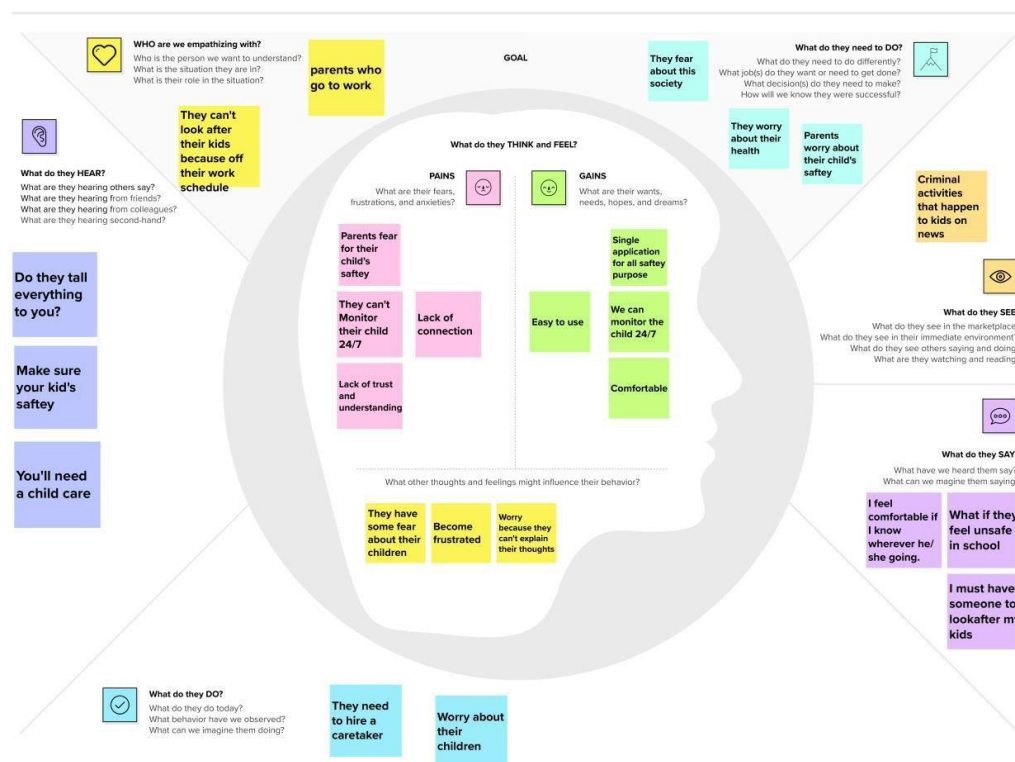 WHO are we empathizing with?
Who is the person we want to understand?
What is the situation they are in?
What is their role in the situation?
parents who
go to work
They can't
look after
their kids
because off
their work
schedule
GOAL
They fear
about this
society
What do they need to DO?
What do they need to do differently?
What job(s) do they want or need to get done?
What decision(s) do they need to make?
How will we know they were successful?
They worry
about their
health
Parents
worry about
their child's
saftey
What do they HEAR?
What are they hearing others say?
What are they hearing from friends?
What are they hearing from colleagues?
What are they hearing second-hand?
Do they tall
everything
to you?
Make sure
your kid's
saftey
You'll need
a child care
What do they THINK and FEEL?
PAINS
What are their fears,
frustrations, and anxieties?
Parents fear
for their
child's
saftey
They can't
Monitor
their child
24/7
Lack of
connection
Lack of trust
and
understanding
GAINS
What are their wants,
needs, hopes, and dreams?
Single
application
for all saftey
purpose
Easy to use
We can
monitor the
child 24/7
Comfortable
What other thoughts and feelings might influence their behavior?
They have
some fear
about their
children
Become
frustrated
Worry
because they
can't explain
their thoughts
Criminal
activities
that happen
to kids on
news
What do they SEE
What do they see in the marketplace
What do they see in their immediate environment?
What do they see others saying and doing
What are they watching and reading
What do they SAY
What have we heard them say?
What can we magine them saying
I feel
comfortable if
I know
wherever he/
she going.
What if they
feel unsafe
in school
I must have
someone to
lookafter my
kids
What do they DO?
What do they do today?
What behavior have we observed?
What can we imagine them doing?
They need
to hire a
caretaker
Worry about
their
children